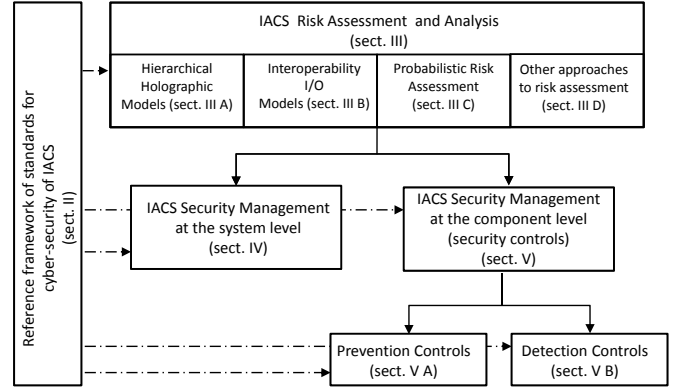 Reference framework of standards for
cyber-security of IACS
(sect. II)
IACS Risk Assessment and Analysis
(sect. III)
Hierarchical
Holographic
Models (sect. III A)
Interoperability
I/O
Models (sect. III B)
Probabilistic Risk
Assessment
(sect. III C)
Other approaches
to risk assessment
(sect. III D)
IACS Security Management
at the system level
(sect. IV)
IACS Security Management
at the component level
(security controls)
(sect. V)
Prevention Controls
(sect. V A)
Detection Controls
(sect. V B)